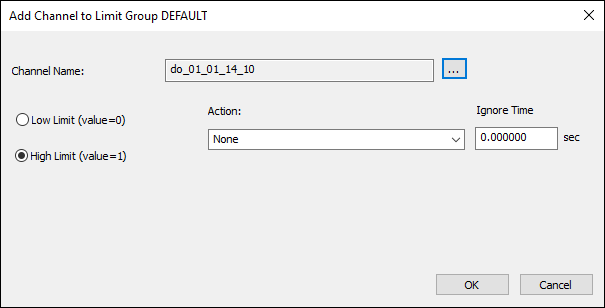 Add Channel to Limit Group DEFAULT
Channel Name: do_01_01_14_10 ...
Action: Ignore Time
Low Limit (value=0)
None 0.000000 sec
High Limit (value=1)
OK Cancel